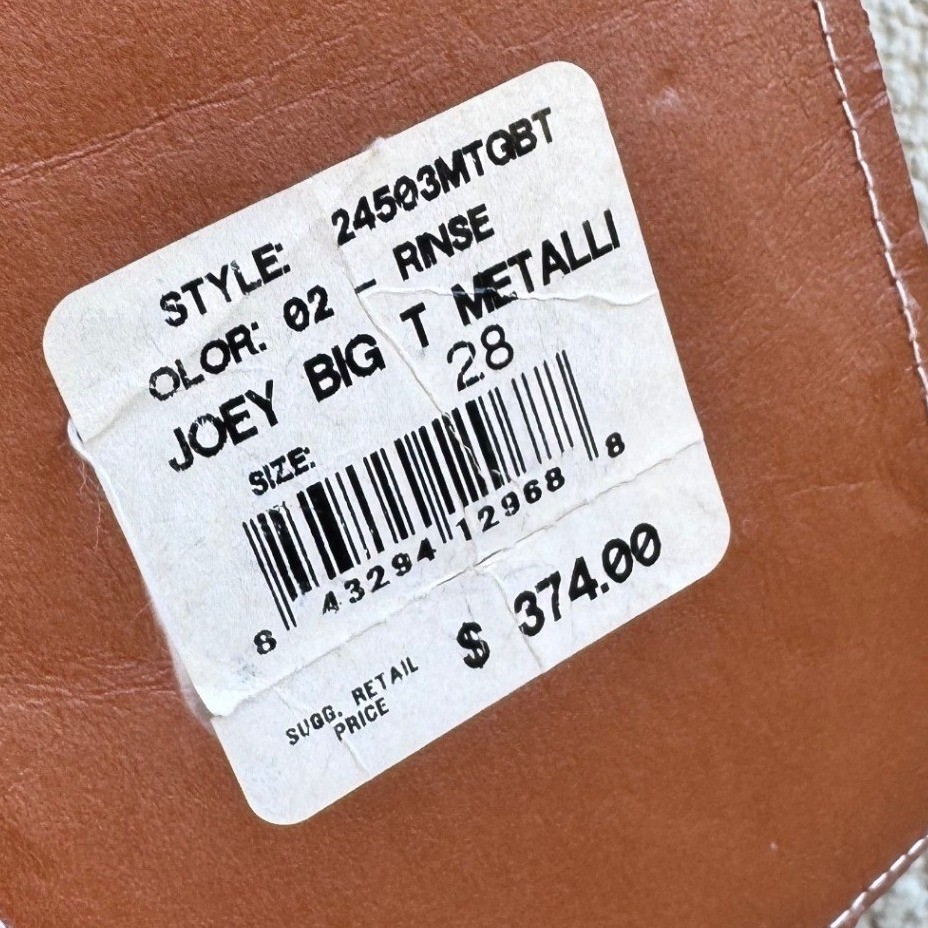 STYLE: 24503MTGBT
OLOR: 02 - RINSE
JOEY BIG T METALLI
SIZE: 28
8 43294 12968 8
SUGG. RETAIL PRICE $ 374.00